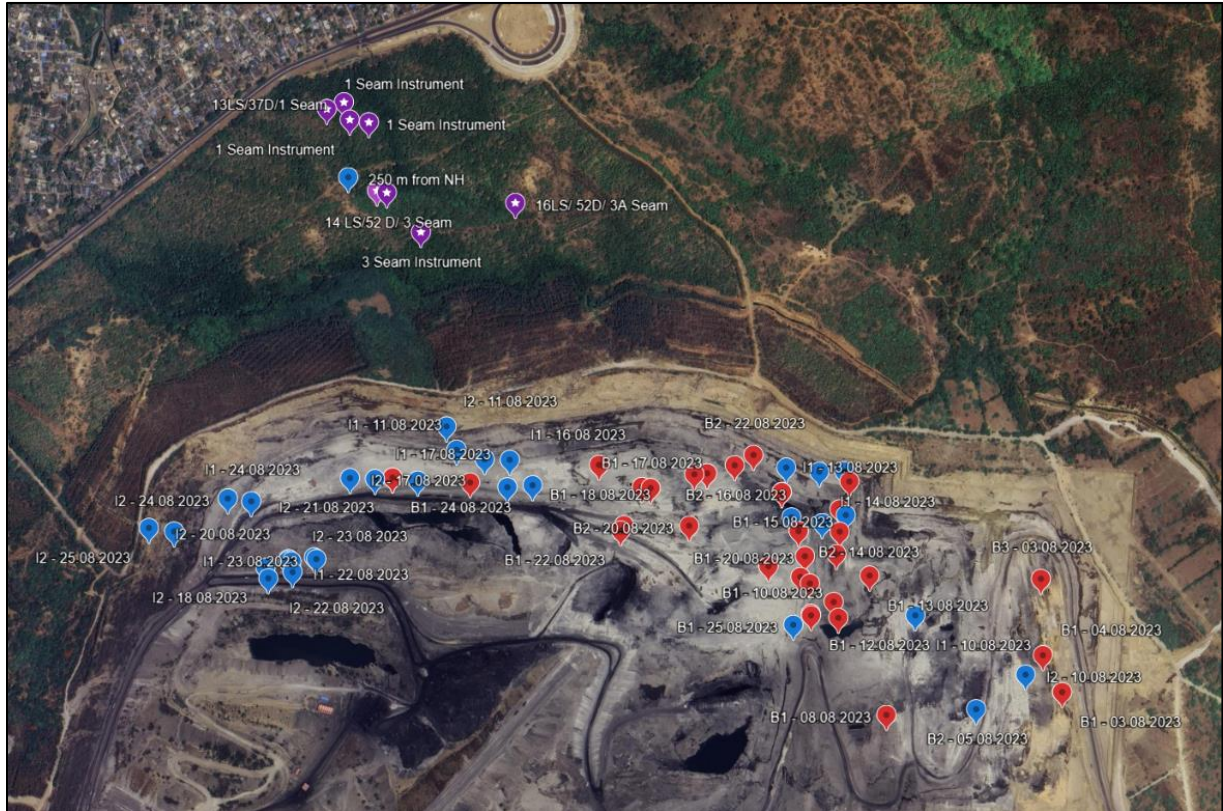 1 Seam Instrument
13LS/37D/1 Seam
1 Seam Instrument
1 Seam Instrument
250 m from NH
16LS/ 52D/ 3A Seam
14 LS/52 D/ 3 Seam
3 Seam Instrument
I2 - 11 08 2023
I1 - 11 08 2023
B2 - 22 08 2023
I1 - 16 08 2023
I1 - 17 08 2023
B1 - 17.08 2023
I1 - 13 08 2023
I1 - 24 08 2023
I2 - 17 08 2023
B1 - 18.08 2023
B2 - 16.08 2023
I2 - 24 08 2023
I2 - 21 08 2023
B1 - 24 08 2023
I1 - 14 08 2023
B1 - 15.08 2023
B2 - 20.08 2023
I2 - 20 08 2023
I2 - 23 08 2023
B3 - 03.08 2023
I2 - 25 08 2023
I1 - 23 08 2023
B1 - 22 08 2023
B1 - 20.08 2023
B2 - 14 08 2023
I1 - 22 08 2023
I2 - 18 08 2023
B1 - 10.08 2023
I2 - 22 08 2023
B1 - 13 08 2023
B1 - 25.08 2023
B1 - 04.08 2023
B1 - 12.08 2023
I1 - 10.08 2023
I2 - 10.08 2023
B1 - 08 08 2023
B1 - 03.08 2023
B2 - 05.08 2023